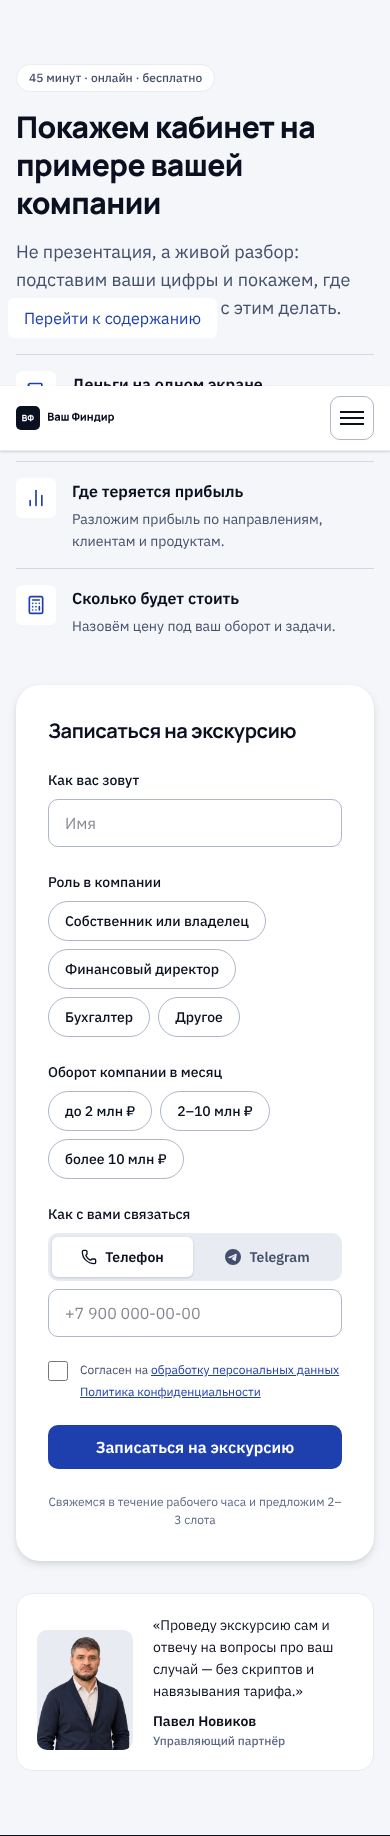 45 минут · онлайн · бесплатно
Покажем кабинет на
примере вашей
компании
Не презентация, а живой разбор:
подставим ваши цифры и покажем, где
Перейти к содержанию
с этим делать.
Деньги на одном экране
ВФ Ваш Финдир
Где теряется прибыль
Разложим прибыль по направлениям,
клиентам и продуктам.
Сколько будет стоить
Назовём цену под ваш оборот и задачи.
Записаться на экскурсию
Как вас зовут
Имя
Роль в компании
Собственник или владелец
Финансовый директор
Бухгалтер Другое
Оборот компании в месяц
до 2 млн ₽ 2–10 млн ₽
более 10 млн ₽
Как с вами связаться
Телефон Telegram
+7 900 000-00-00
Согласен на обработку персональных данных
Политика конфиденциальности
Записаться на экскурсию
Свяжемся в течение рабочего часа и предложим 2–
3 слота
«Проведу экскурсию сам и
отвечу на вопросы про ваш
случай — без скриптов и
навязывания тарифа.»
Павел Новиков
Управляющий партнёр